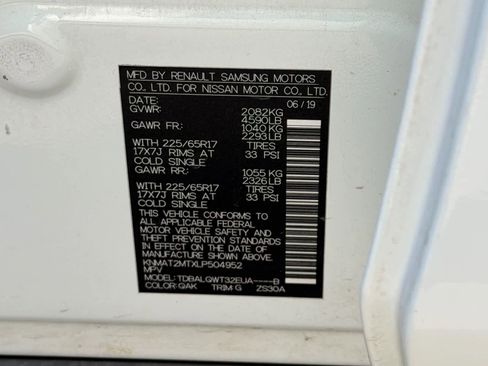 MFD BY RENAULT SAMSUNG MOTORS
CO., LTD. FOR NISSAN MOTOR CO., LTD.
DATE: 06/19
GVWR: 2082KG
4590LB
GAWR FR: 1040KG
2293LB
WITH 225/65R17 TIRES
17X7J RIMS AT 33 PSI
COLD SINGLE
GAWR RR: 1055KG
2326LB
WITH 225/65R17 TIRES
17X7J RIMS AT 33 PSI
COLD SINGLE
THIS VEHICLE CONFORMS TO
ALL APPLICABLE FEDERAL
MOTOR VEHICLE SAFETY AND
THEFT PREVENTION STANDARDS
IN EFFECT ON THE DATE OF
MANUFACTURE SHOWN ABOVE.
KNMAT2MTXLP504952
MPV
MODEL: TDBALQWT32EUA----B
COLOR: QAK TRIM G ZS30A